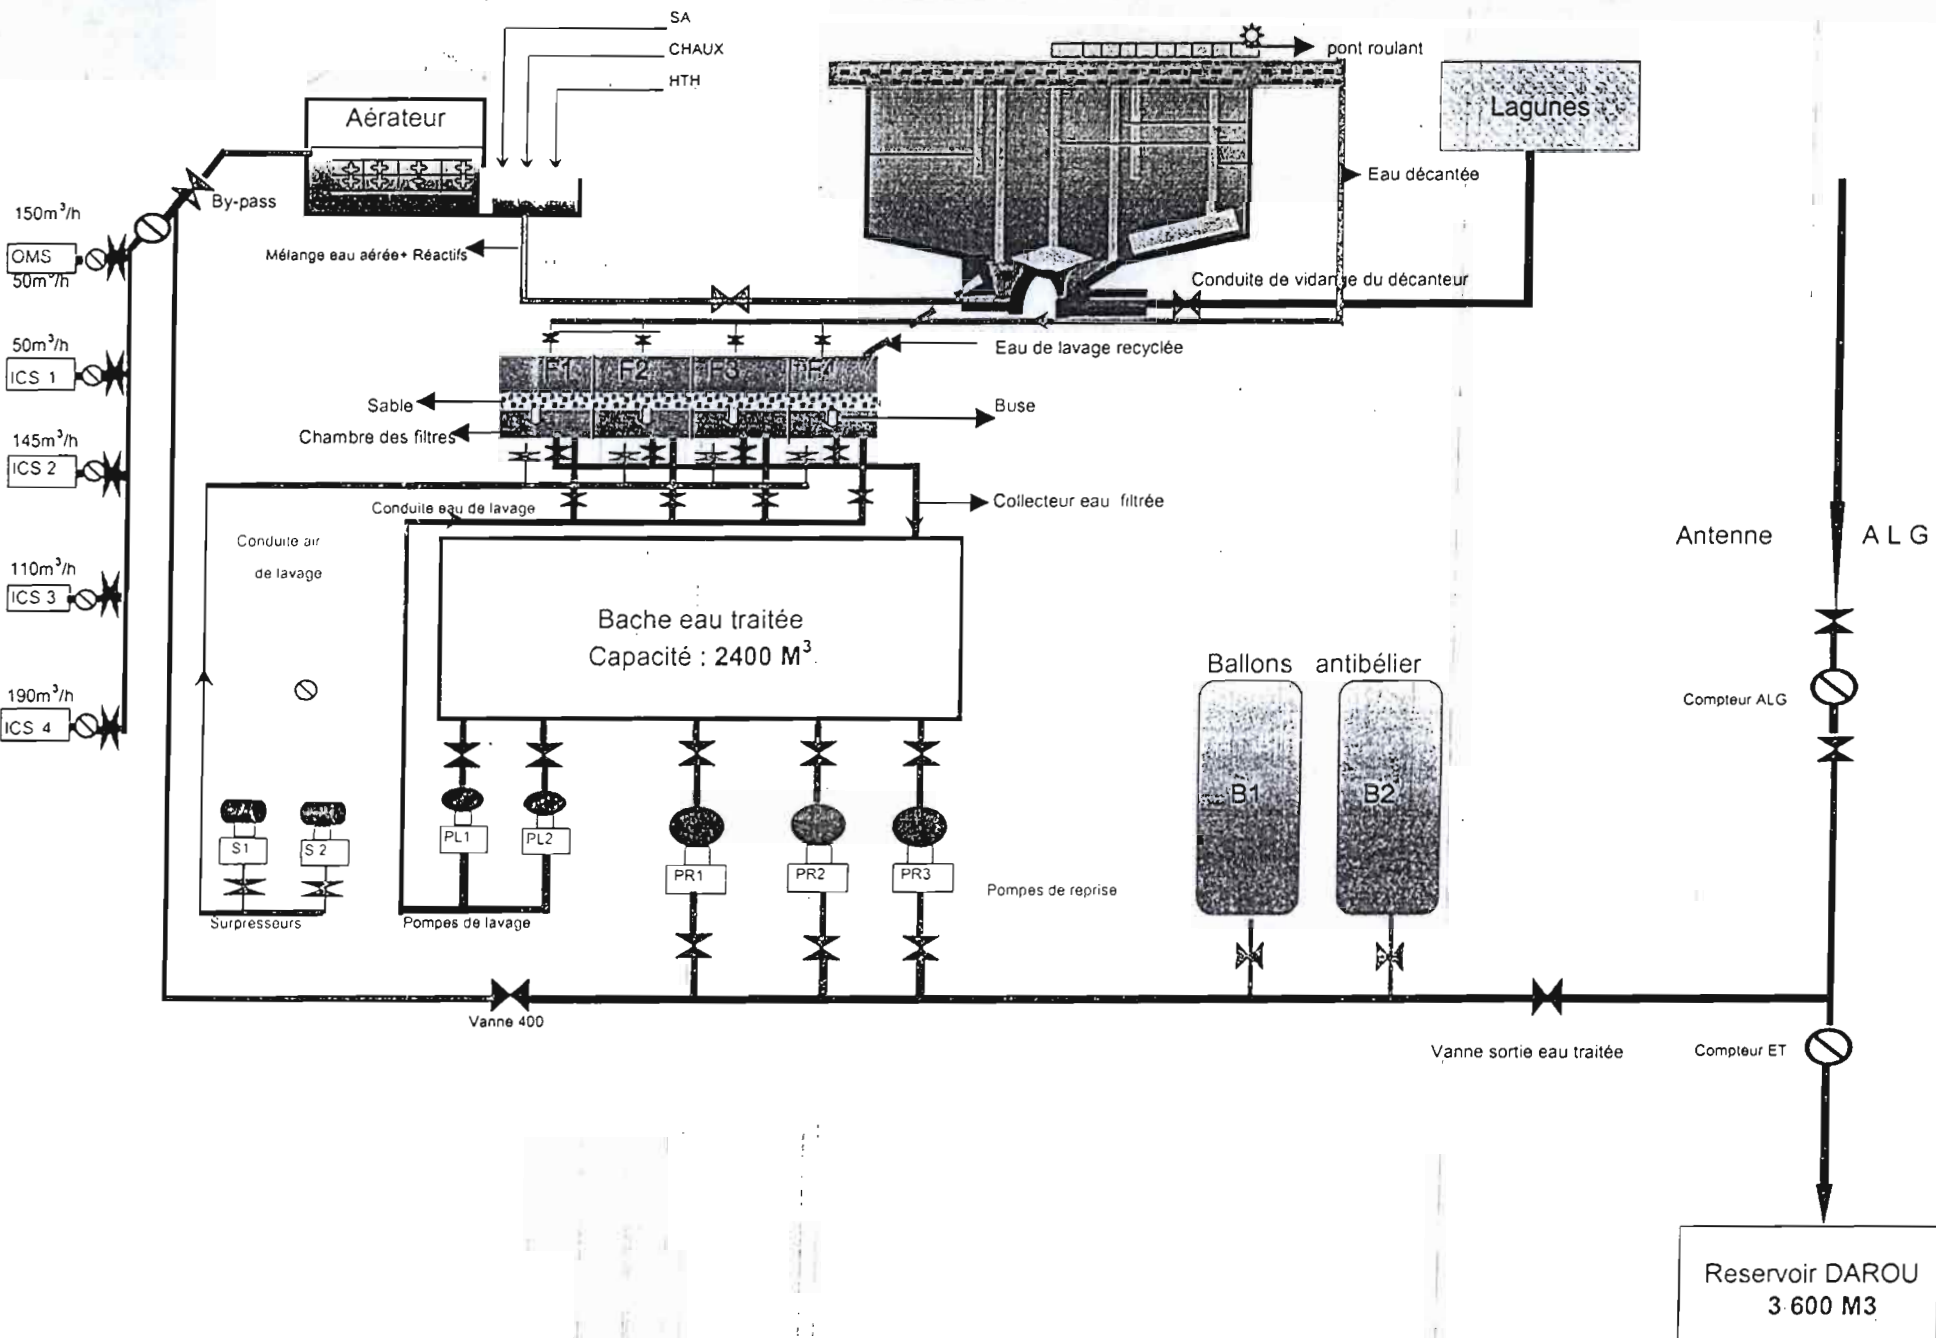 SA
CHAUX
HTH
pont roulant
Lagunes
Aérateur
Eau décantée
By-pass
150m³/h
OMS
50m³/h
Mélange eau aérée+ Réactifs
Conduite de vidange du décanteur
50m³/h
ICS 1
Eau de lavage recyclée
F1
F2
F3
F4
Sable
Buse
Chambre des filtres
145m³/h
ICS 2
Collecteur eau filtrée
Conduite eau de lavage
Conduite air
de lavage
Antenne ALG
110m³/h
ICS 3
Bache eau traitée
Capacité : 2400 M³
Ballons antibélier
Compteur ALG
190m³/h
ICS 4
B1
B2
S1
S 2
PL1
PL2
PR1
PR2
PR3
Pompes de reprise
Surpresseurs
Pompes de lavage
Vanne 400
Vanne sortie eau traitée
Compteur ET
Reservoir DAROU
3 600 M3